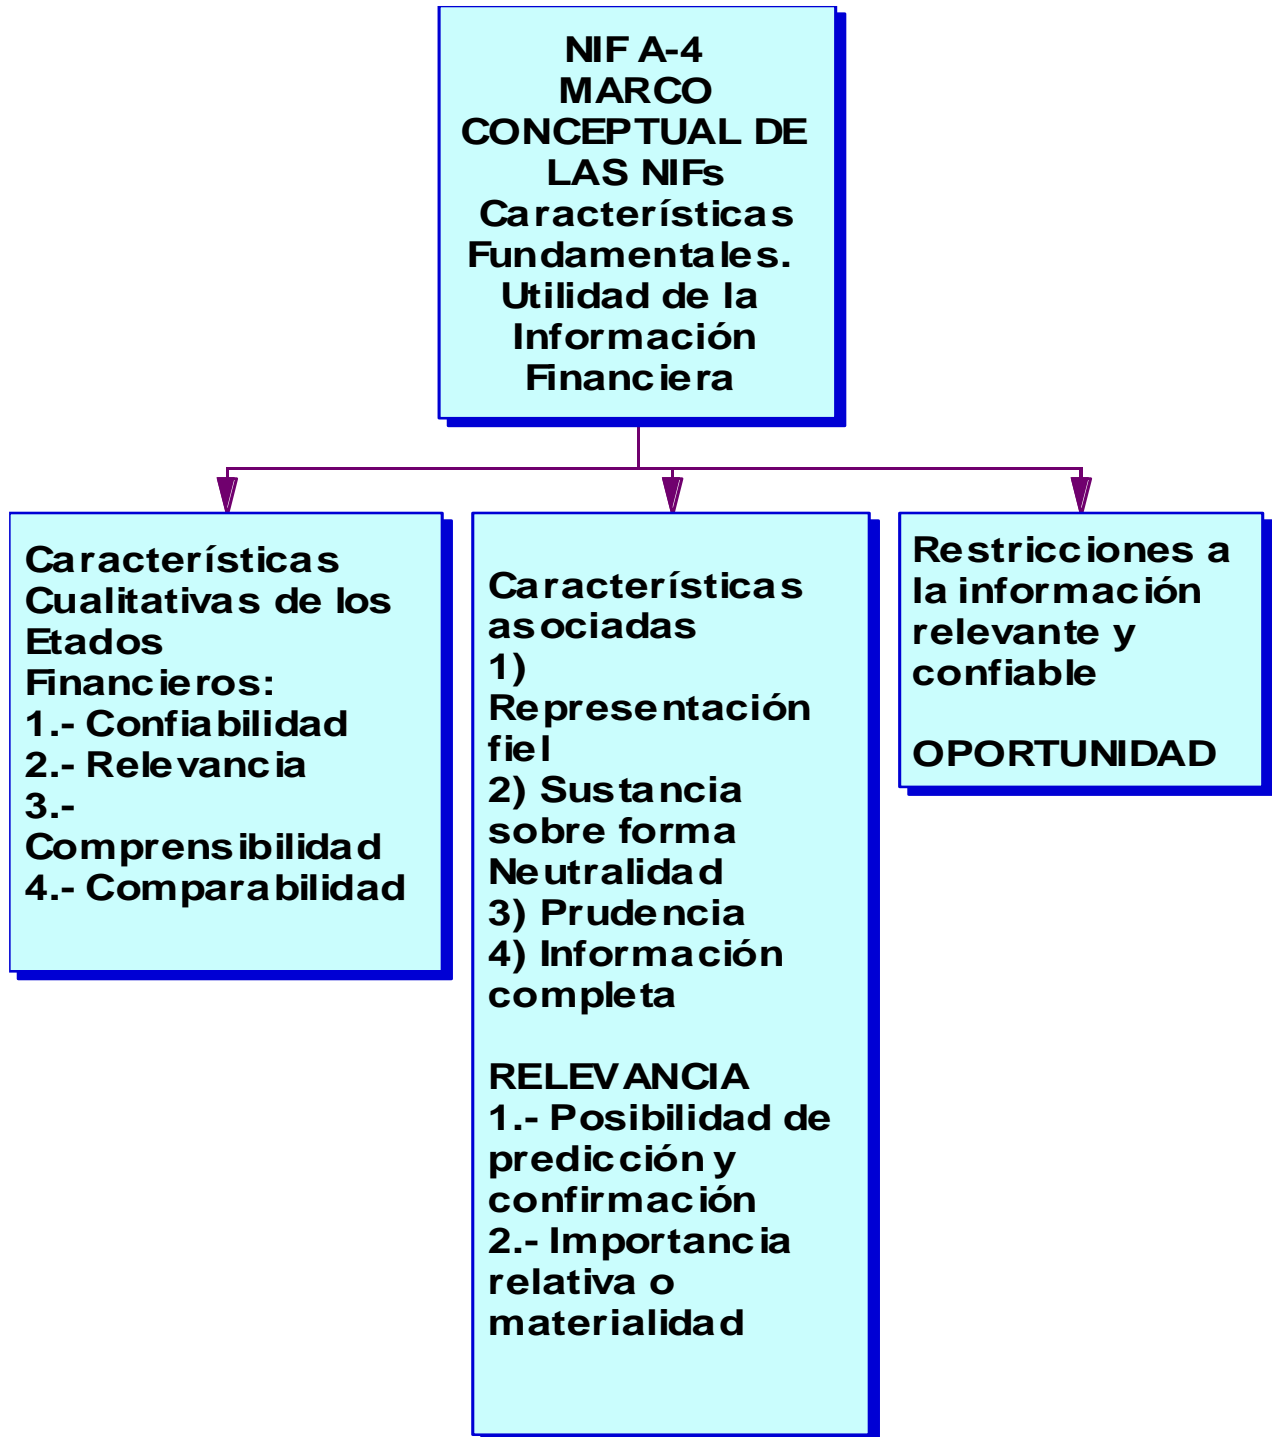 NIF A-4
MARCO
CONCEPTUAL DE
LAS NIFs
Características
Fundamentales.
Utilidad de la
Información
Financiera
Características
Cualitativas de los
Etados
Financieros:
1.- Confiabilidad
2.- Relevancia
3.-
Comprensibilidad
4.- Comparabilidad
Características
asociadas
1)
Representación
fiel
2) Sustancia
sobre forma
Neutralidad
3) Prudencia
4) Información
completa
RELEVANCIA
1.- Posibilidad de
predicción y
confirmación
2.- Importancia
relativa o
materialidad
Restricciones a
la información
relevante y
confiable
OPORTUNIDAD